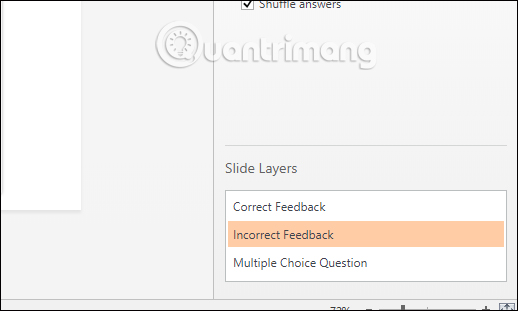 Shuffle answers
Quantrimang
Slide Layers
Correct Feedback
Incorrect Feedback
Multiple Choice Question